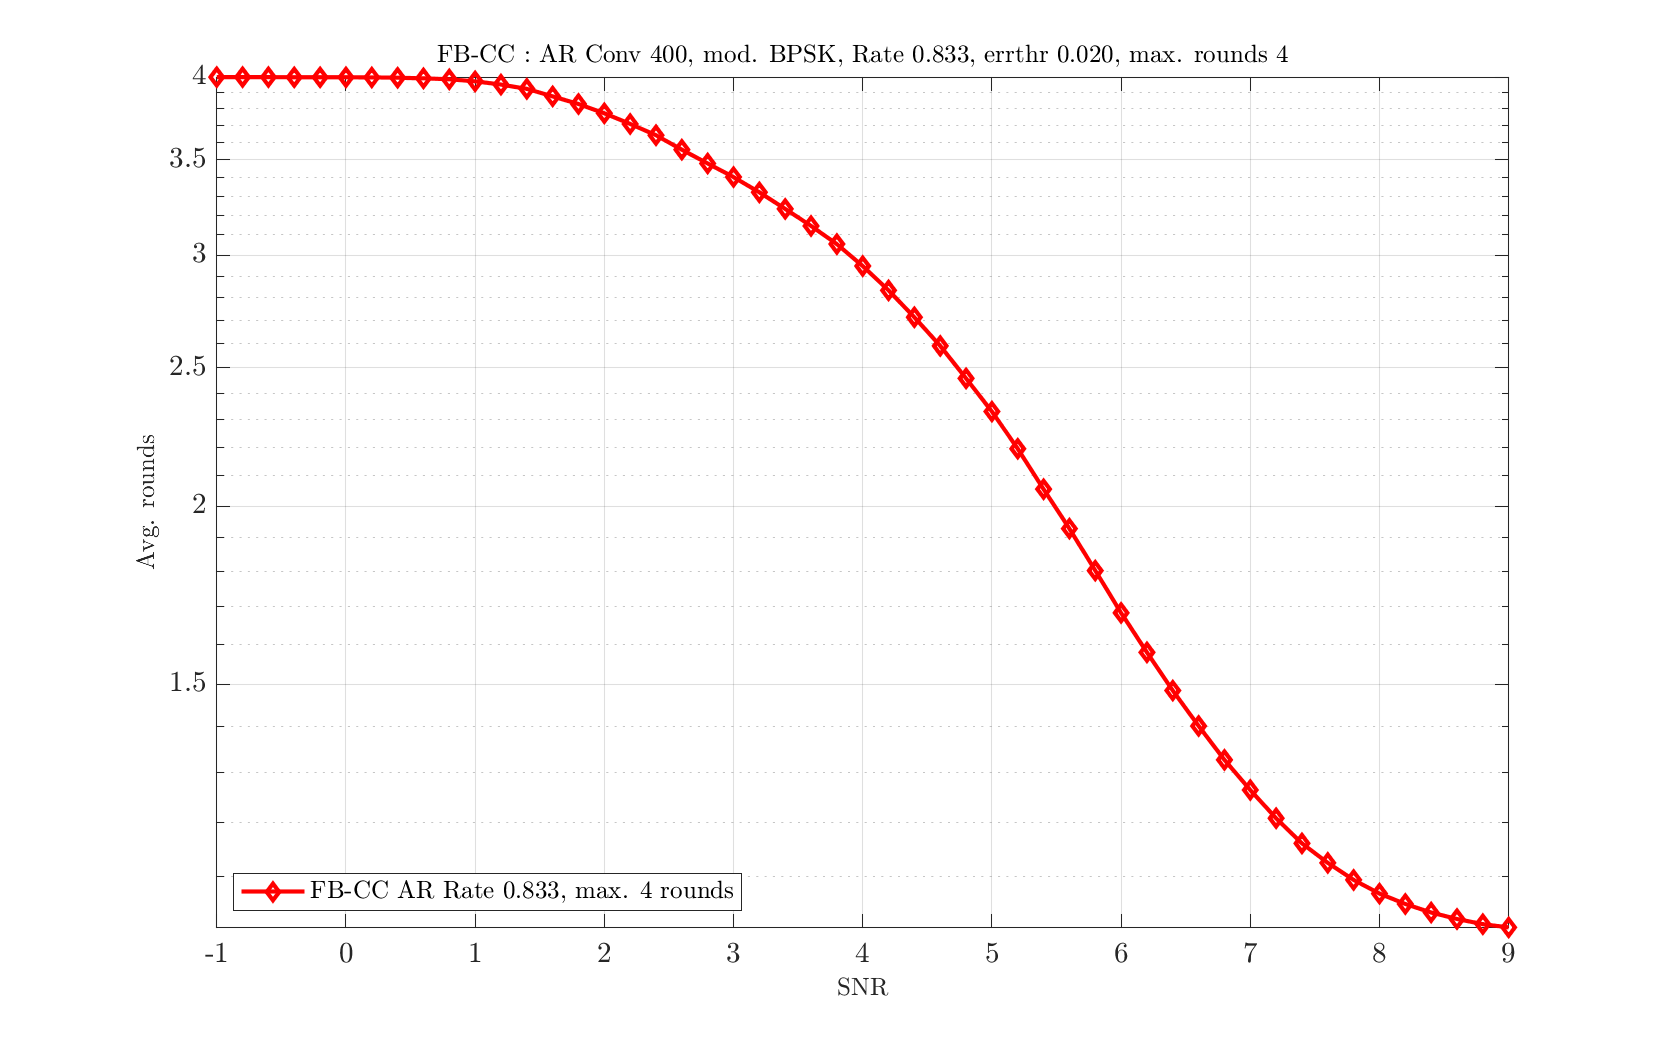 FB-CC : AR Conv 400, mod. BPSK, Rate 0.833, errthr 0.020, max. rounds 4
4
3.5
3
2.5
2
1.5
Avg. rounds
FB-CC AR Rate 0.833, max. 4 rounds
-1 0 1 2 3 4 5 6 7 8 9
SNR